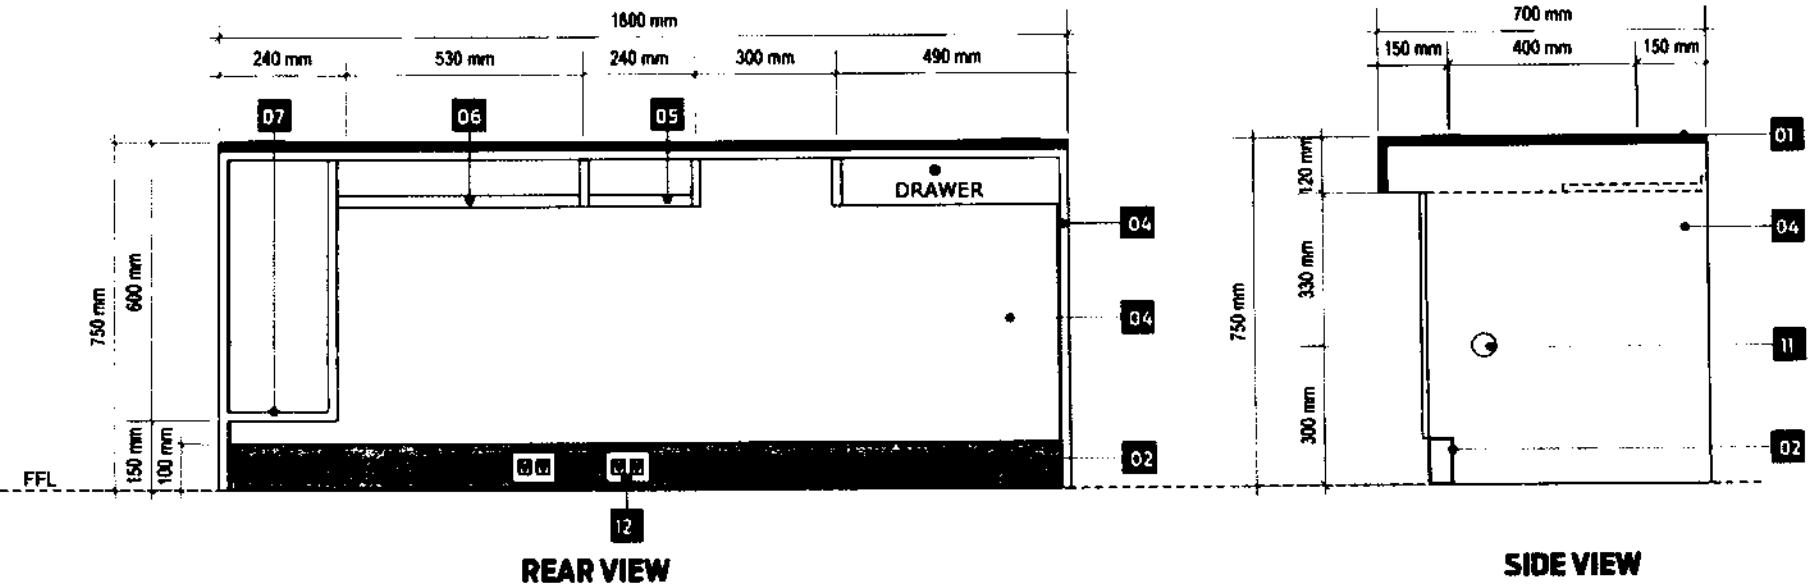 1800 mm
240 mm 530 mm 240 mm 300 mm 490 mm
07 06 05
DRAWER
04
04
02
12
750 mm
600 mm
150 mm
100 mm
FFL
REAR VIEW
700 mm
150 mm 400 mm 150 mm
01
04
11
02
750 mm
120 mm
330 mm
300 mm
SIDE VIEW